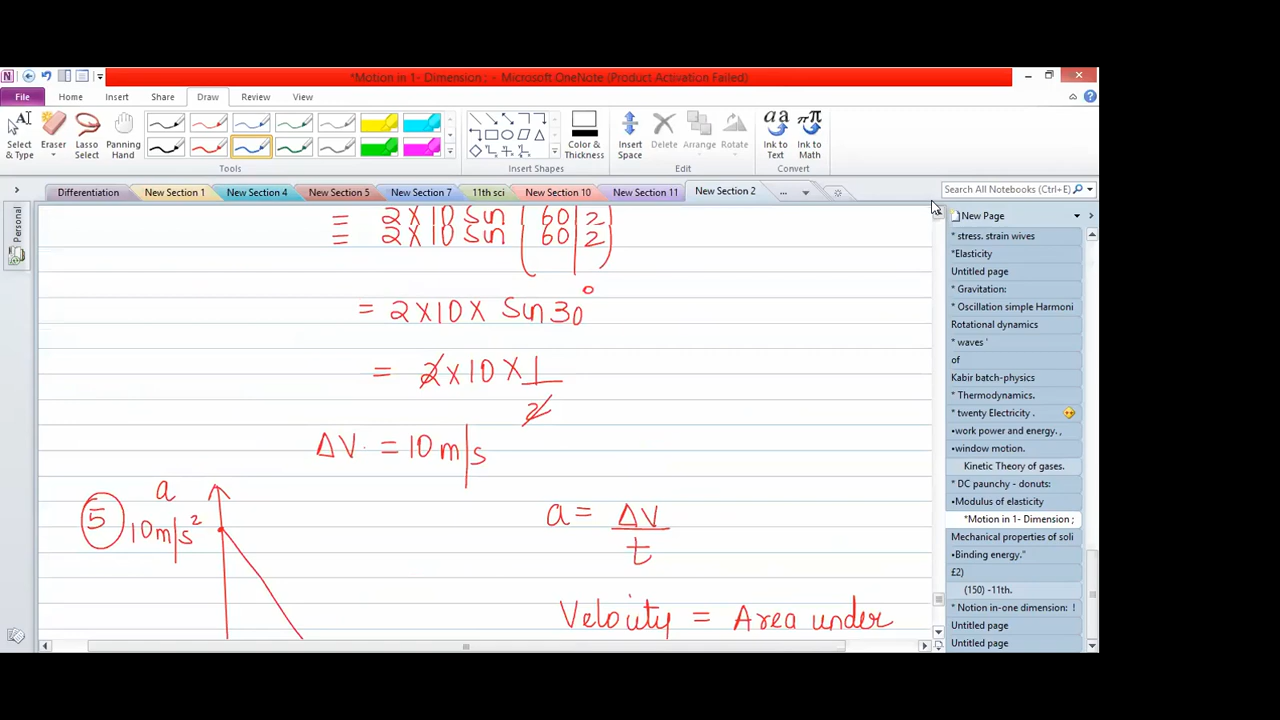 *Motion in 1- Dimension ; - Microsoft OneNote (Product Activation Failed)
File Home Insert Share Draw Review View
Select & Type
Eraser
Lasso Select
Panning Hand
Color & Thickness
Insert Space
Delete
Arrange
Rotate
Ink to Text
Ink to Math
Tools
Insert Shapes
Edit
Convert
Differentiation New Section 1 New Section 4 New Section 5 New Section 7 11th sci New Section 10 New Section 11 New Section 2 ...
Search All Notebooks (Ctrl+E)
Personal
= 2×10 Sin ( 60 | 2 )
= 2×10 Sin ( 60 | 2 )
= 2×10× Sin 30°
= 2×10 × 1
2
ΔV = 10 m/s
5 a
10m/s²
a = ΔV
t
Velocity = Area under
New Page
* stress. strain wives
*Elasticity
Untitled page
* Gravitation:
* Oscillation simple Harmoni
Rotational dynamics
* waves '
of
Kabir batch-physics
* Thermodynamics.
* twenty Electricity .
•work power and energy. ,
•window motion.
Kinetic Theory of gases.
* DC paunchy - donuts:
•Modulus of elasticity
*Motion in 1- Dimension ;
Mechanical properties of soli
•Binding energy."
£2)
(150) -11th.
* Notion in-one dimension: !
Untitled page
Untitled page